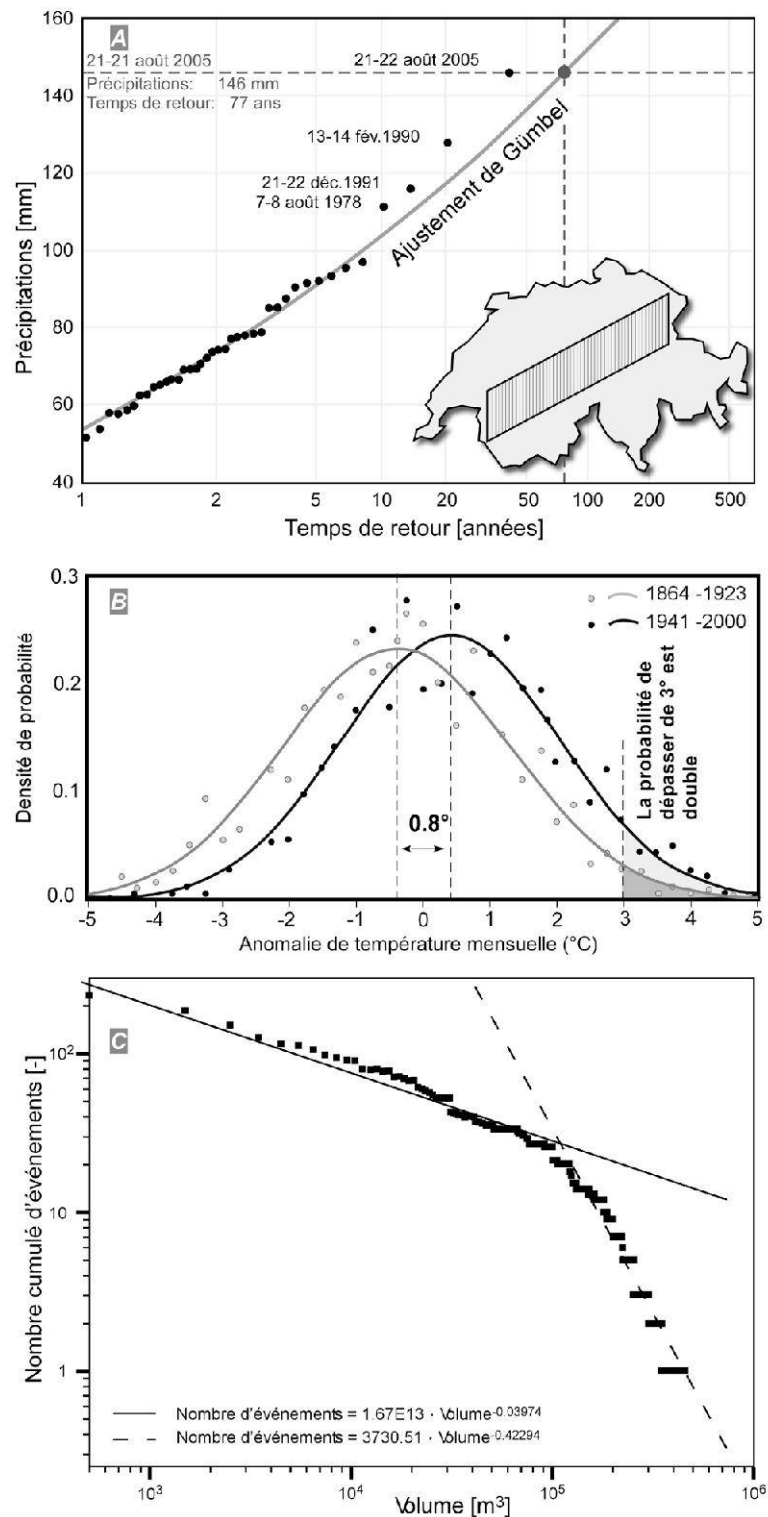 160
A
21-21 août 2005
21-22 août 2005
Précipitations: 146 mm
Temps de retour: 77 ans
140
13-14 fév.1990
120
21-22 déc.1991
7-8 août 1978
Ajustement de Gümbel
100
80
60
40
Précipitations [mm]
1 2 5 10 20 50 100 200 500
Temps de retour [années]
0.3
B
1864 -1923
1941 -2000
La probabilité de
dépasser de 3° est
double
0.2
0.1
0.8°
0.0
Densité de probabilité
-5 -4 -3 -2 -1 0 1 2 3 4 5
Anomalie de température mensuelle (°C)
C
10²
10
1
Nombre cumulé d'événements [-]
Nombre d'événements = 1.67E13 · Volume-0.03974
Nombre d'événements = 3730.51 · Volume-0.42294
10³ 10⁴ 10⁵ 10⁶
Volume [m³]